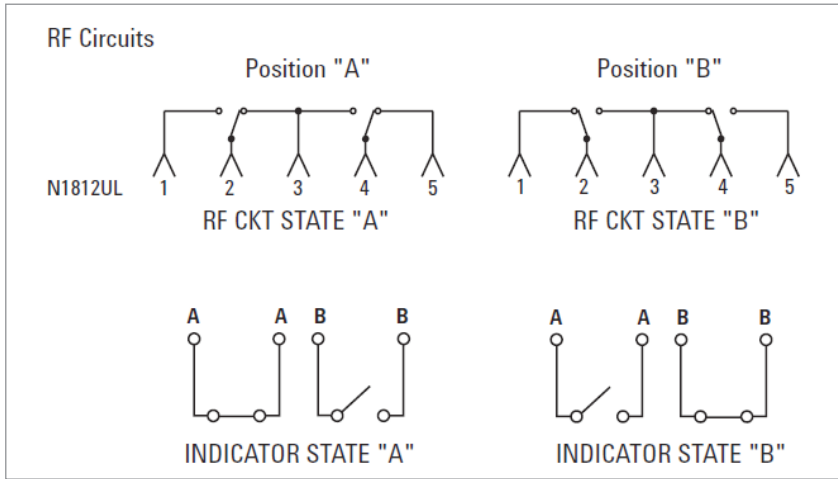 RF Circuits
Position "A" Position "B"
N1812UL 1 2 3 4 5 1 2 3 4 5
RF CKT STATE "A" RF CKT STATE "B"
A A B B A A B B
INDICATOR STATE "A" INDICATOR STATE "B"